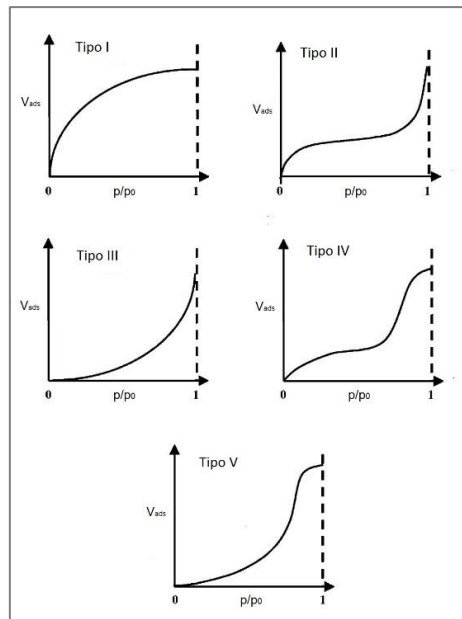 Tipo I
Vads
0 p/p0 1
Tipo II
Vads
0 p/p0 1
Tipo III
Vads
0 p/p0 1
Tipo IV
Vads
0 p/p0 1
Tipo V
Vads
0 p/p0 1